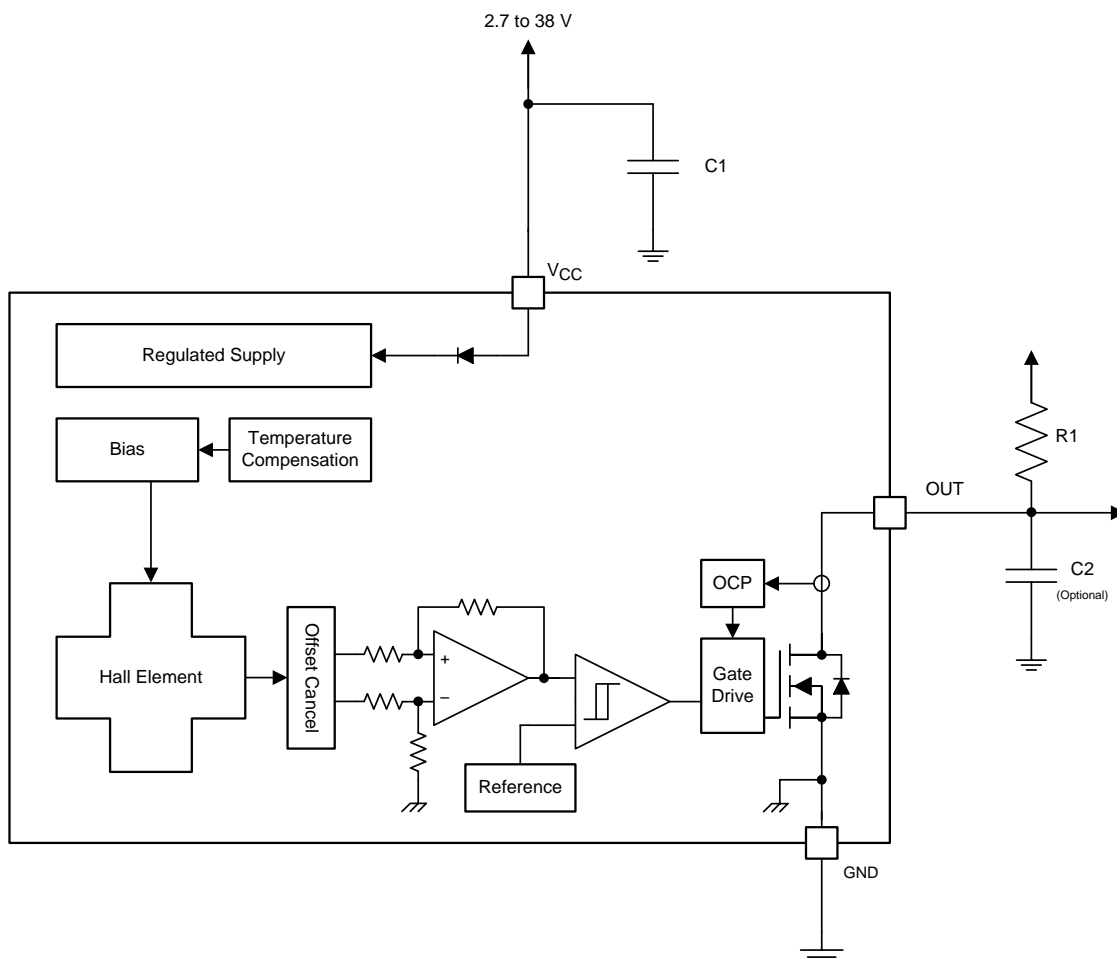 2.7 to 38 V
C1
VCC
Regulated Supply
Bias
Temperature
Compensation
R1
OUT
OCP
C2
(Optional)
Hall Element
Offset Cancel
+
–
Gate
Drive
Reference
GND